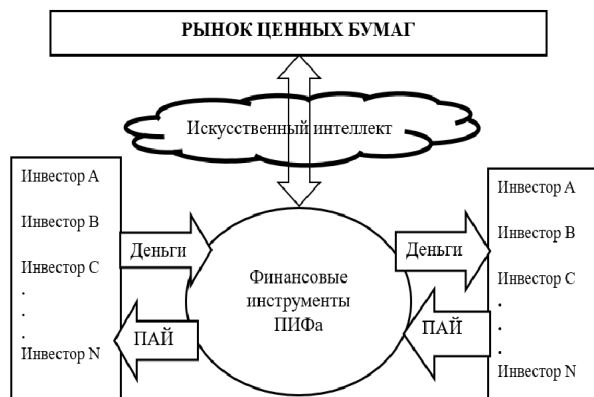 РЫНОК ЦЕННЫХ БУМАГ
Искусственный интеллект
Инвестор А
Инвестор В
Инвестор С
.
.
.
Инвестор N
Деньги
ПАЙ
Финансовые
инструменты
ПИФа
Деньги
ПАЙ
Инвестор А
Инвестор В
Инвестор С
.
.
.
Инвестор N